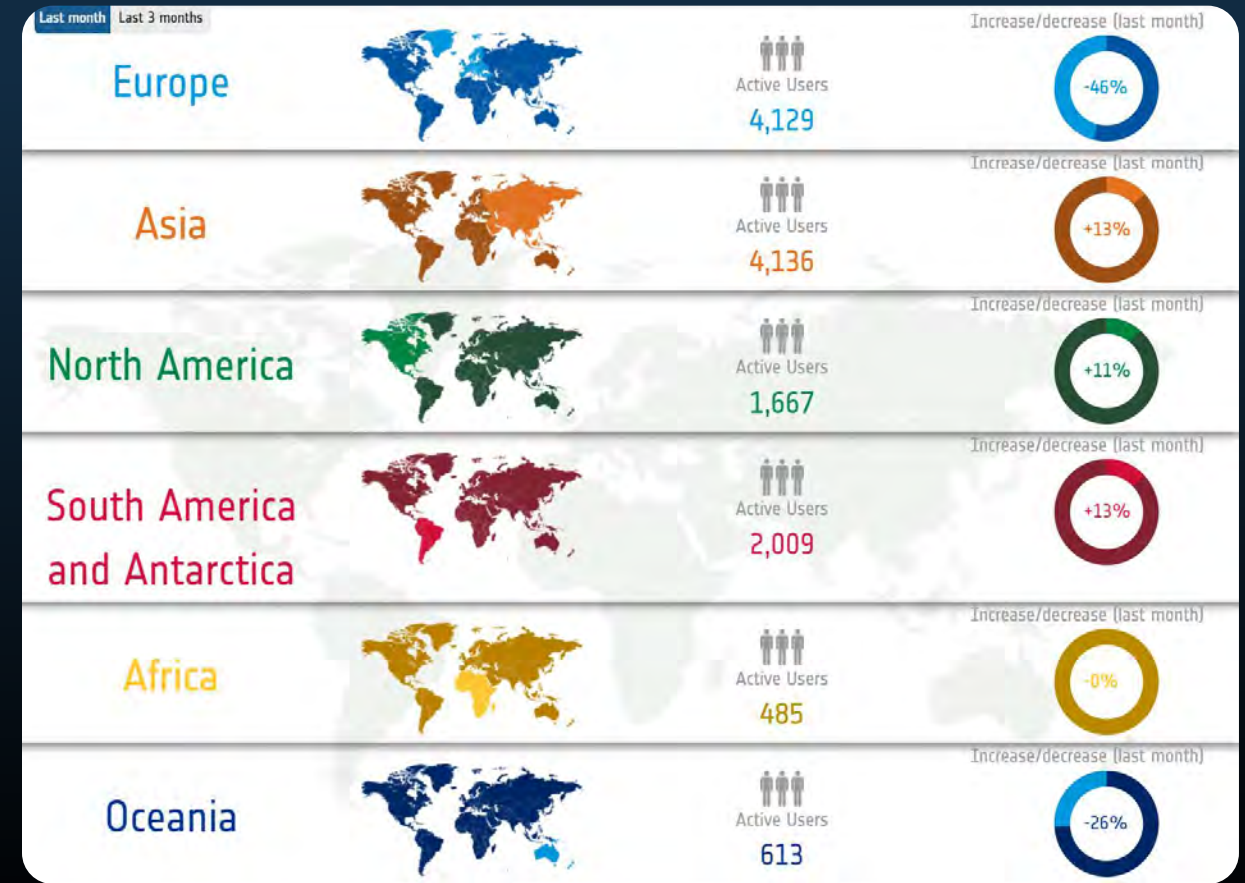 Last month Last 3 months
Increase/decrease (last month)
Europe
Active Users
4,129
-46%
Increase/decrease (last month)
Asia
Active Users
4,136
+13%
Increase/decrease (last month)
North America
Active Users
1,667
+11%
Increase/decrease (last month)
South America
and Antarctica
Active Users
2,009
+13%
Increase/decrease (last month)
Africa
Active Users
485
-0%
Increase/decrease (last month)
Oceania
Active Users
613
-26%